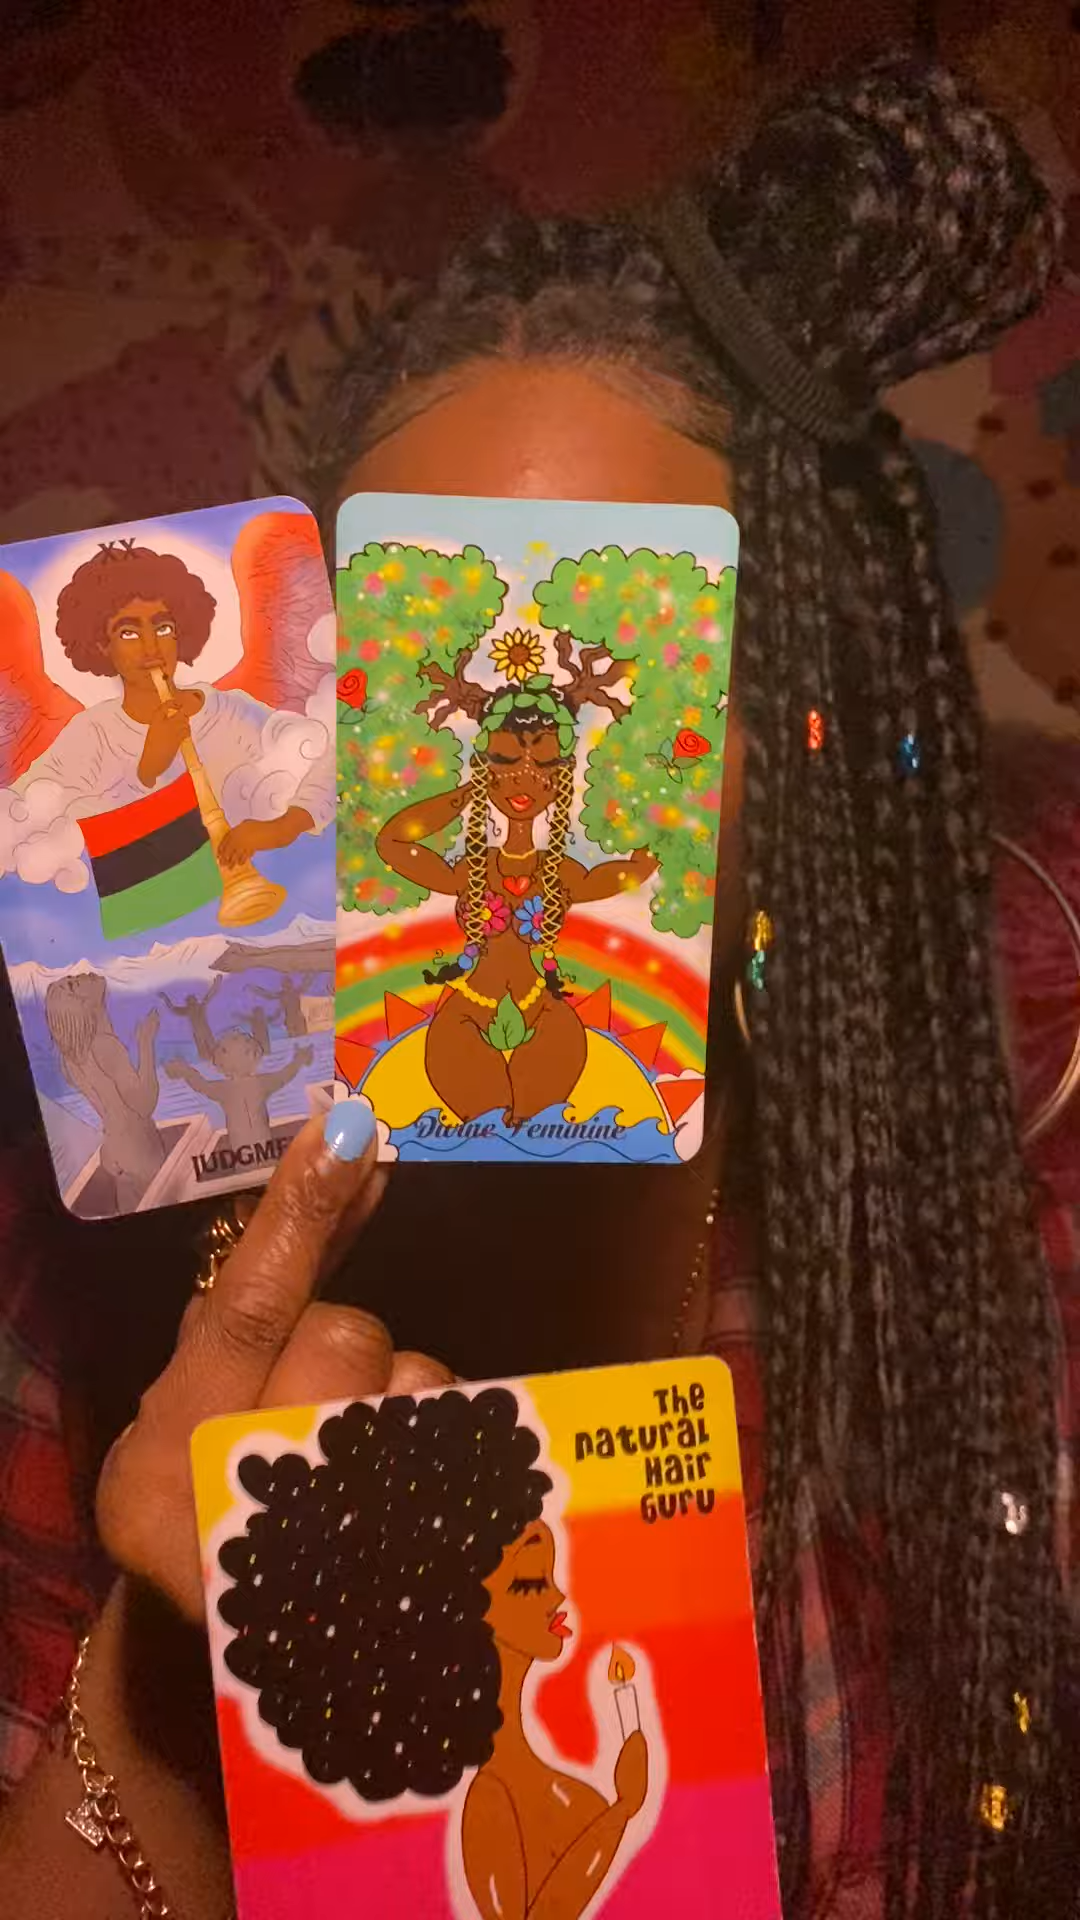 XX
Divine Feminine
The
natural
Hair
Guru